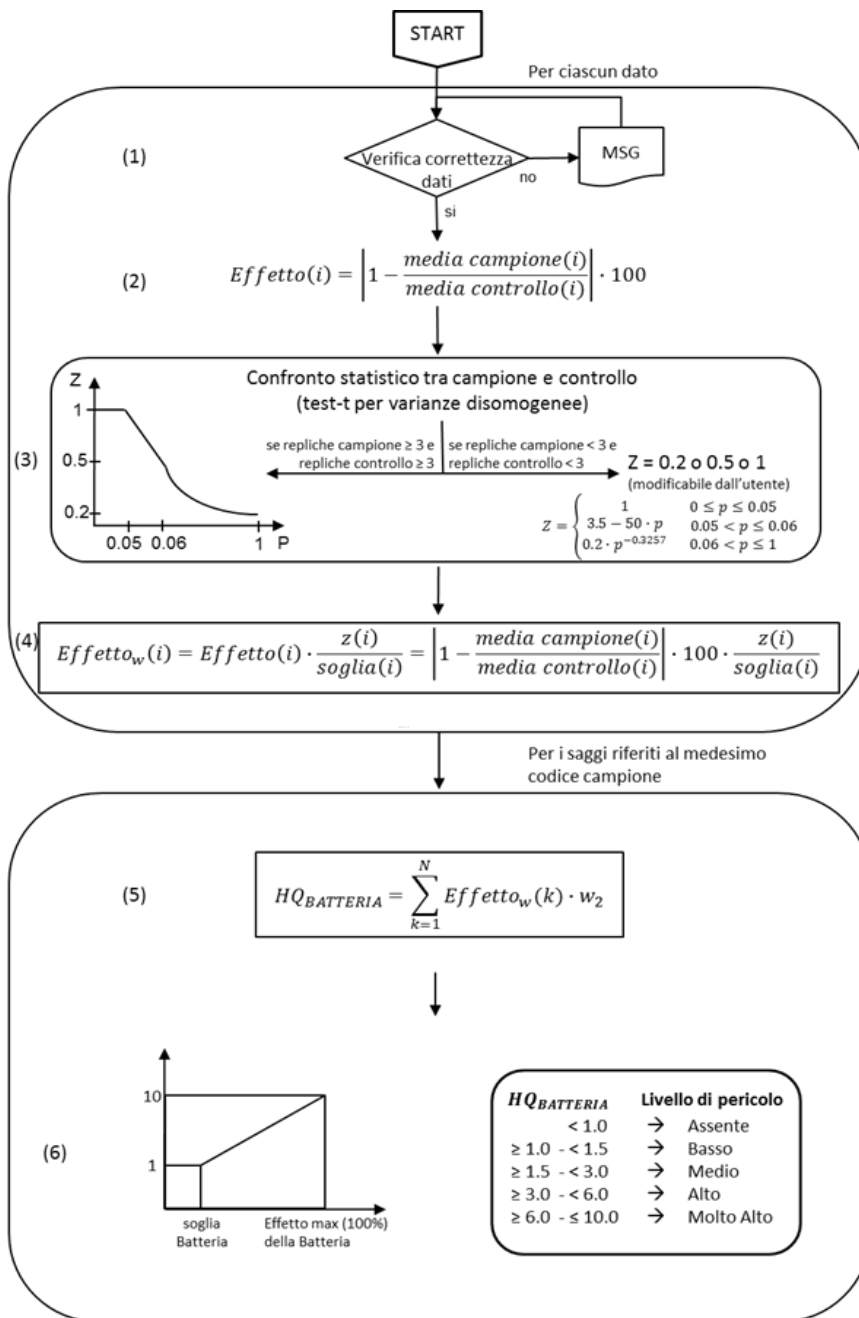 START
Per ciascun dato
(1)
Verifica correttezza
dati
no
MSG
si
(2)
Effetto(i) = |1 − media campione(i) / media controllo(i)| · 100
(3)
Confronto statistico tra campione e controllo
(test-t per varianze disomogenee)
Z
1
0.5
0.2
0.05 0.06 1 P
se repliche campione ≥ 3 e
repliche controllo ≥ 3
se repliche campione < 3 e
repliche controllo < 3
Z = 0.2 o 0.5 o 1
(modificabile dall'utente)
Z = {
1 0 ≤ p ≤ 0.05
3.5 − 50 · p 0.05 < p ≤ 0.06
0.2 · p^−0.3257 0.06 < p ≤ 1
(4)
Effetto_w(i) = Effetto(i) · z(i) / soglia(i) = |1 − media campione(i) / media controllo(i)| · 100 · z(i) / soglia(i)
Per i saggi riferiti al medesimo
codice campione
(5)
HQ_BATTERIA = ∑_{k=1}^{N} Effetto_w(k) · w_2
(6)
10
1
soglia
Batteria
Effetto max (100%)
della Batteria
HQ_BATTERIA Livello di pericolo
< 1.0 → Assente
≥ 1.0 - < 1.5 → Basso
≥ 1.5 - < 3.0 → Medio
≥ 3.0 - < 6.0 → Alto
≥ 6.0 - ≤ 10.0 → Molto Alto